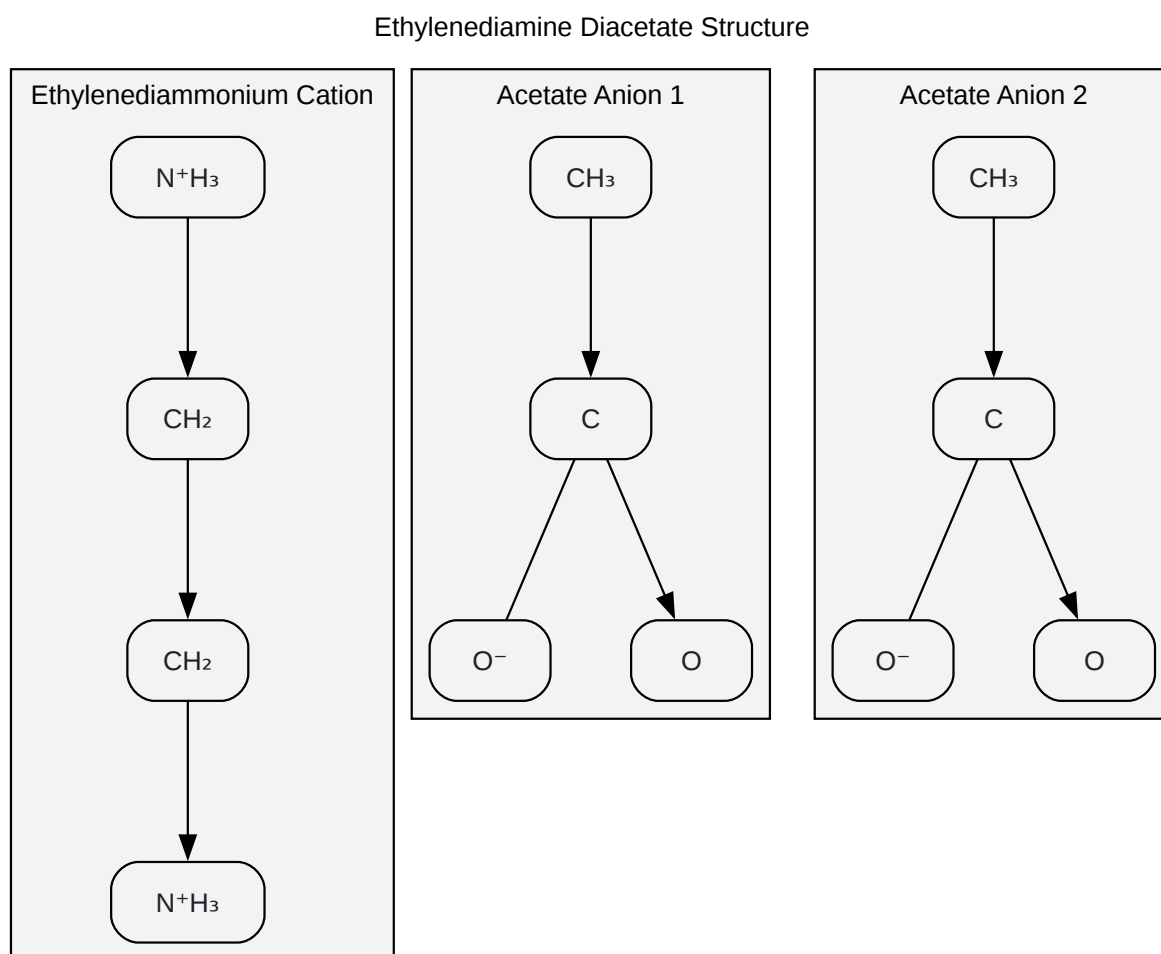 Ethylenediamine Diacetate Structure
Ethylenediammonium Cation
N⁺H₃
CH₂
CH₂
N⁺H₃
Acetate Anion 1
CH₃
C
O⁻
O
Acetate Anion 2
CH₃
C
O⁻
O